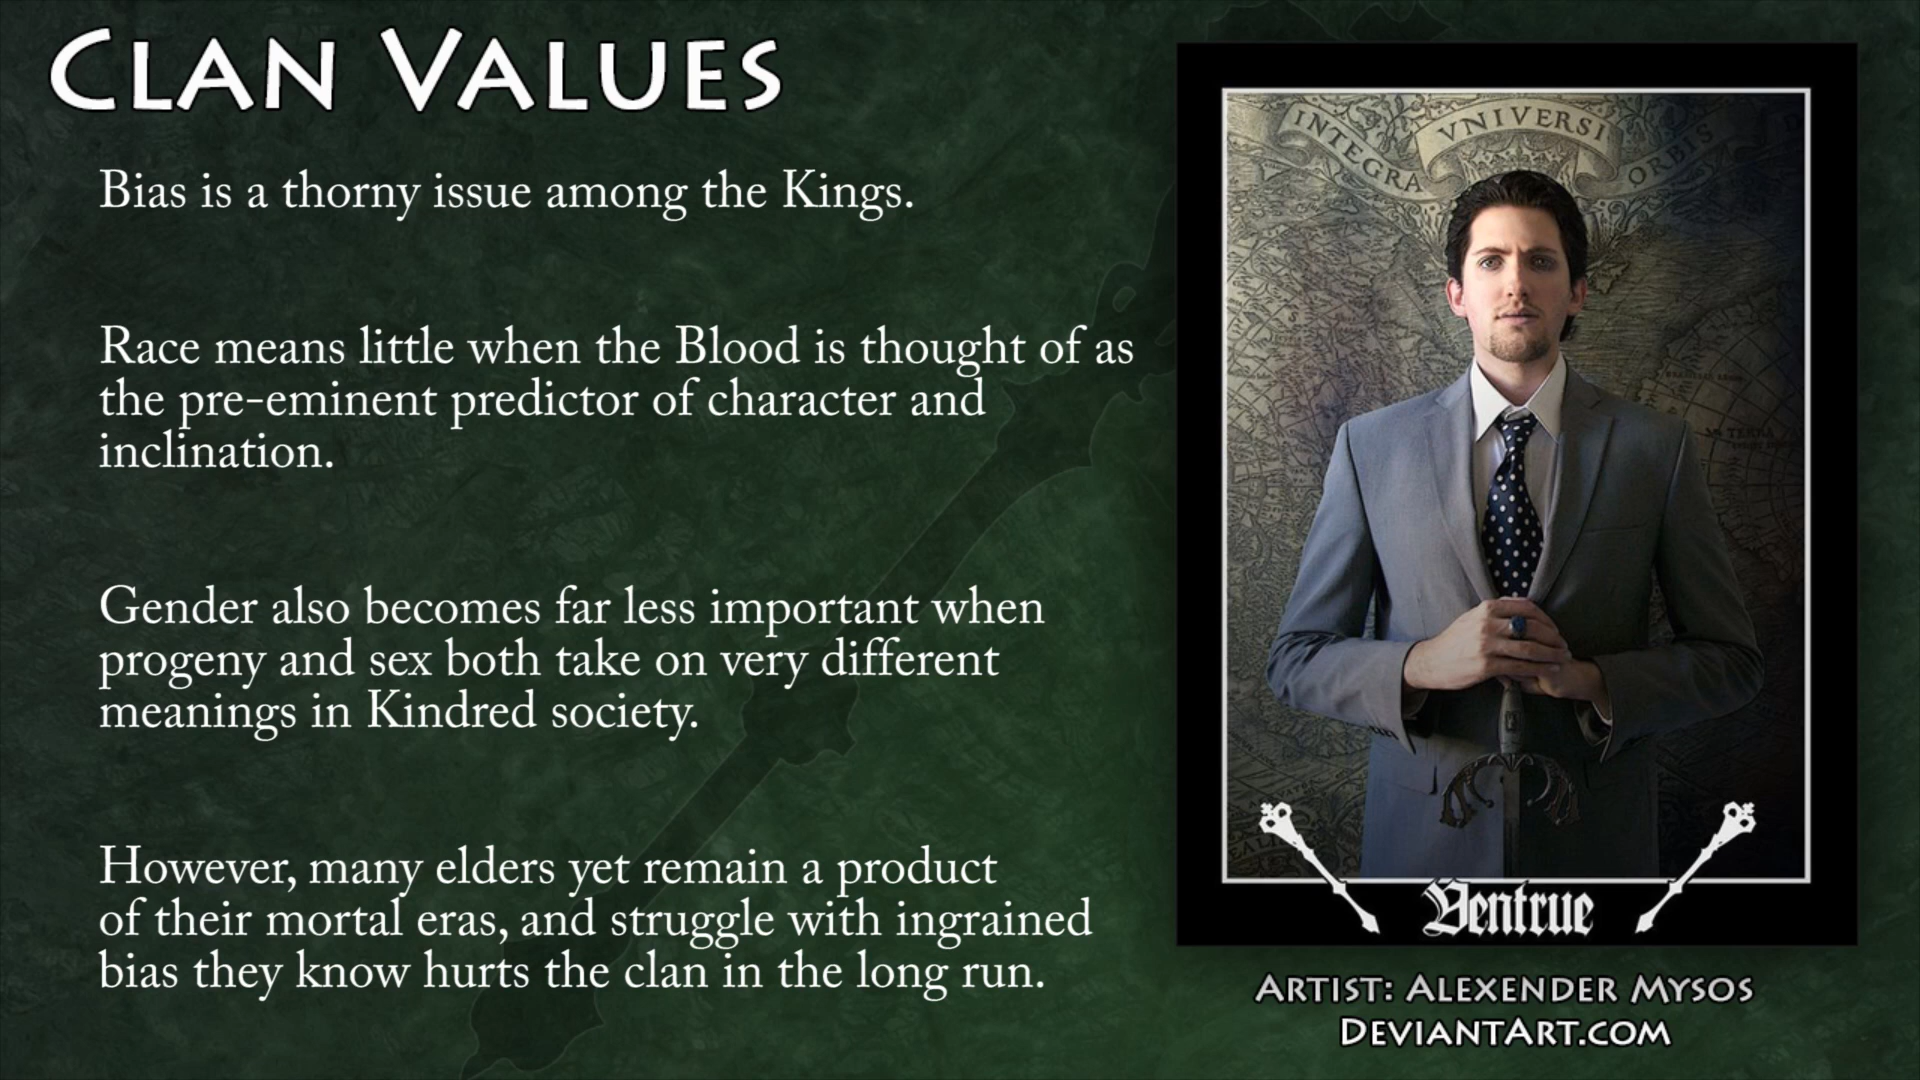 CLAN VALUES
Bias is a thorny issue among the Kings.
Race means little when the Blood is thought of as
the pre-eminent predictor of character and
inclination.
Gender also becomes far less important when
progeny and sex both take on very different
meanings in Kindred society.
However, many elders yet remain a product
of their mortal eras, and struggle with ingrained
bias they know hurts the clan in the long run.
INTEGRA VNIVERSI ORBIS
Ventrue
ARTIST: ALEXENDER MYSOS
DEVIANTART.COM